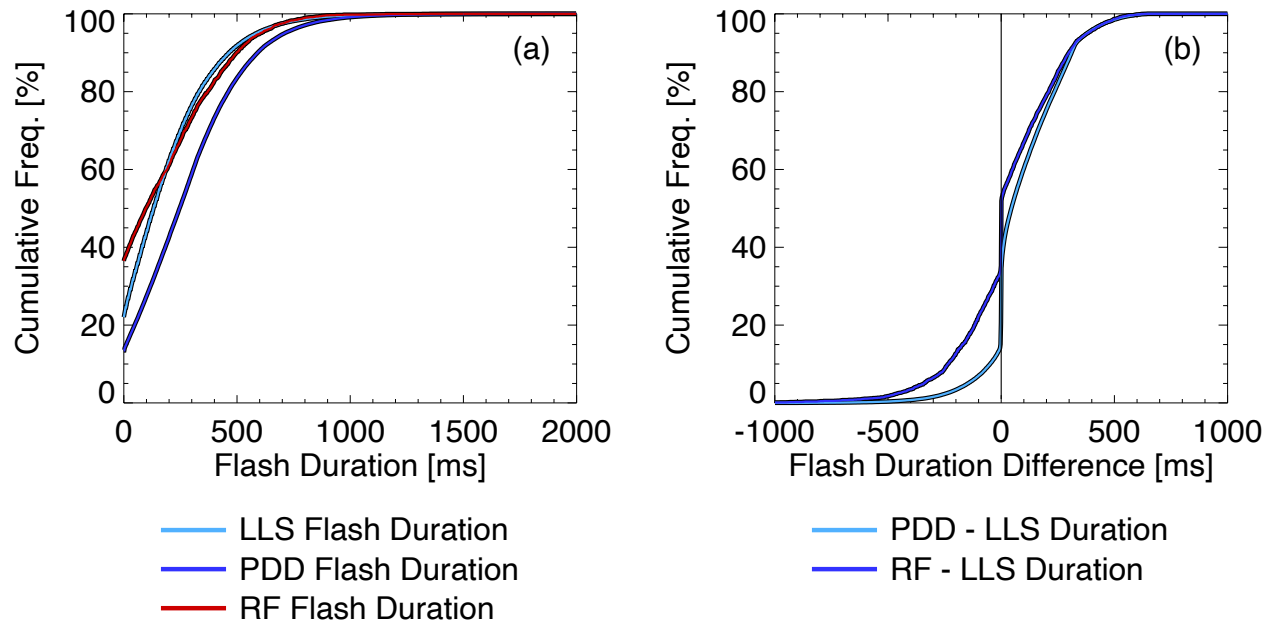 (a)
Cumulative Freq. [%]
100
80
60
40
20
0
0 500 1000 1500 2000
Flash Duration [ms]
LLS Flash Duration
PDD Flash Duration
RF Flash Duration
(b)
Cumulative Freq. [%]
100
80
60
40
20
0
-1000 -500 0 500 1000
Flash Duration Difference [ms]
PDD - LLS Duration
RF - LLS Duration